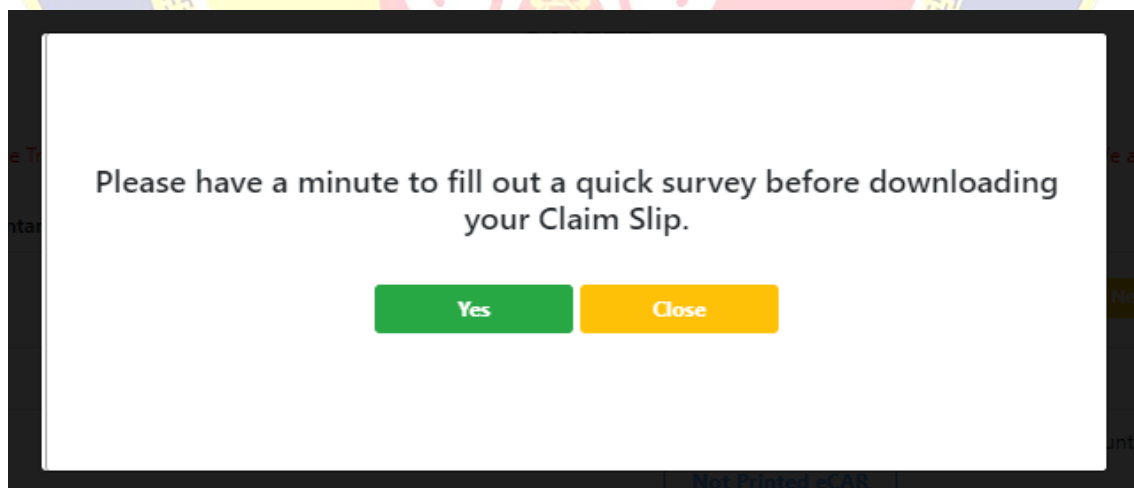 Please have a minute to fill out a quick survey before downloading
your Claim Slip.
Yes
Close
Not Printed eCAR